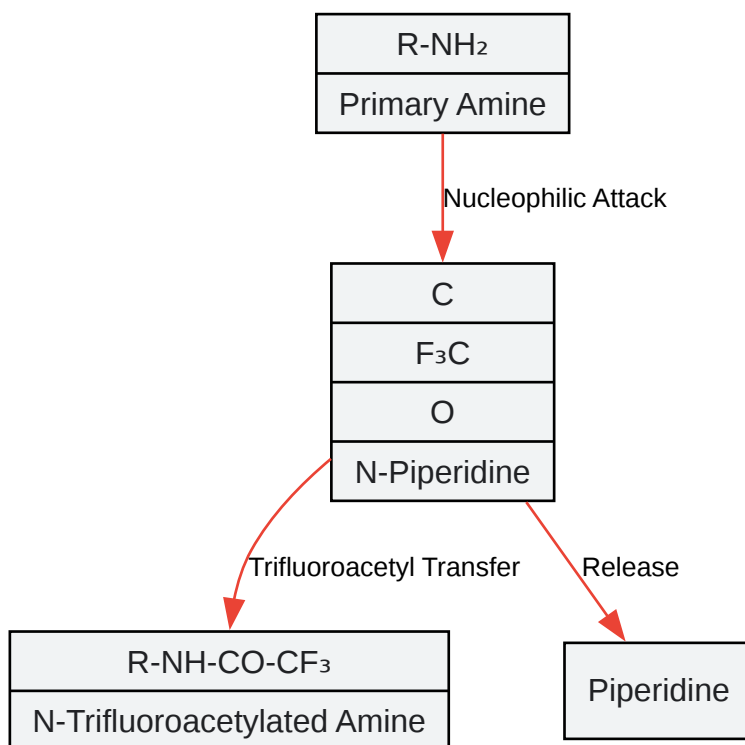 R-NH₂
Primary Amine
Nucleophilic Attack
C
F₃C
O
N-Piperidine
Trifluoroacetyl Transfer
Release
R-NH-CO-CF₃
N-Trifluoroacetylated Amine
Piperidine